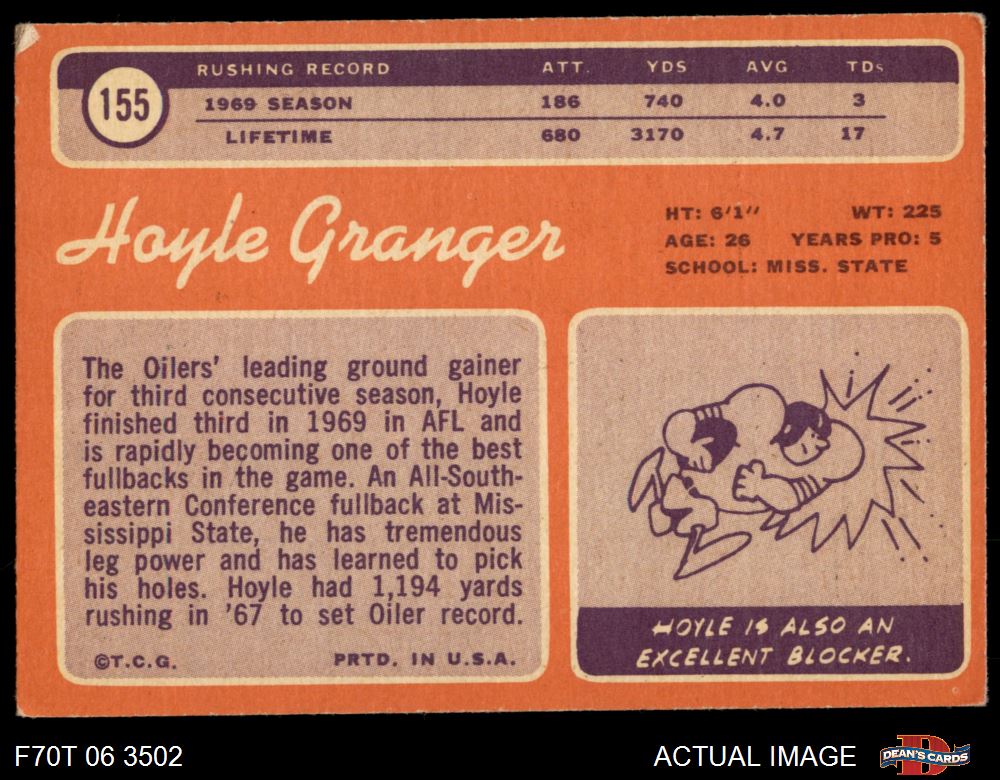 155
RUSHING RECORD ATT. YDS AVG TDs
1969 SEASON 186 740 4.0 3
LIFETIME 680 3170 4.7 17
Hoyle Granger
HT: 6'1" WT: 225
AGE: 26 YEARS PRO: 5
SCHOOL: MISS. STATE
The Oilers' leading ground gainer
for third consecutive season, Hoyle
finished third in 1969 in AFL and
is rapidly becoming one of the best
fullbacks in the game. An All-South-
eastern Conference fullback at Mis-
sissippi State, he has tremendous
leg power and has learned to pick
his holes. Hoyle had 1,194 yards
rushing in '67 to set Oiler record.
©T.C.G. PRTD. IN U.S.A.
HOYLE IS ALSO AN
EXCELLENT BLOCKER.
F70T 06 3502 ACTUAL IMAGE DEAN'S CARDS